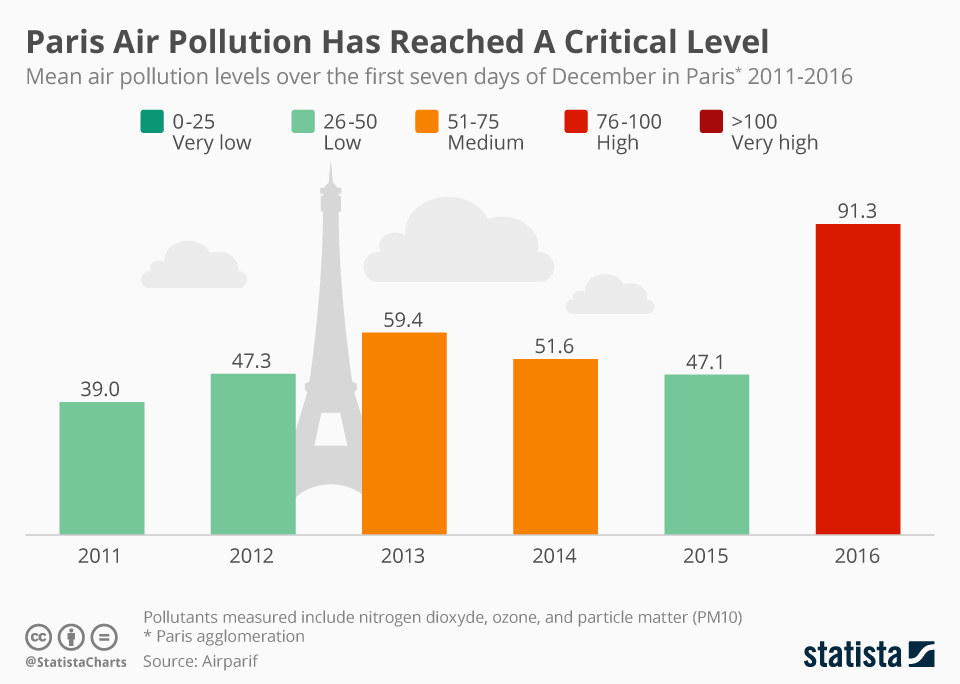 Paris Air Pollution Has Reached A Critical Level
Mean air pollution levels over the first seven days of December in Paris* 2011-2016
0-25
Very low
26-50
Low
51-75
Medium
76-100
High
>100
Very high
39.0
47.3
59.4
51.6
47.1
91.3
2011
2012
2013
2014
2015
2016
Pollutants measured include nitrogen dioxyde, ozone, and particle matter (PM10)
* Paris agglomeration
Source: Airparif
cc
@StatistaCharts
statista